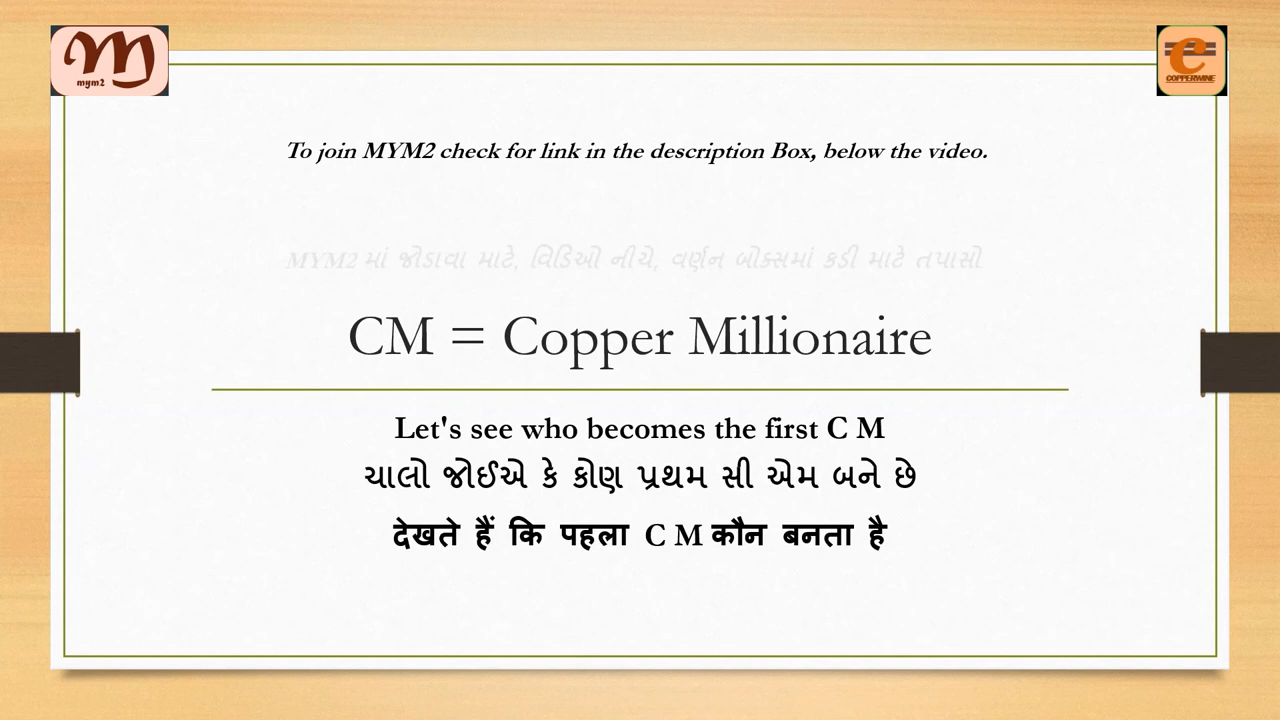 M
mym2
e
COPPERWINE
To join MYM2 check for link in the description Box, below the video.
MYM2 માં જોડાવા માટે, વિડિઓ નીચે, વર્ણન બોક્સમાં કડી માટે તપાસો.
CM = Copper Millionaire
Let's see who becomes the first C M
ચાલો જોઈએ કે કોણ પ્રથમ સી એમ બને છે
देखते हैं कि पहला C M कौन बनता है